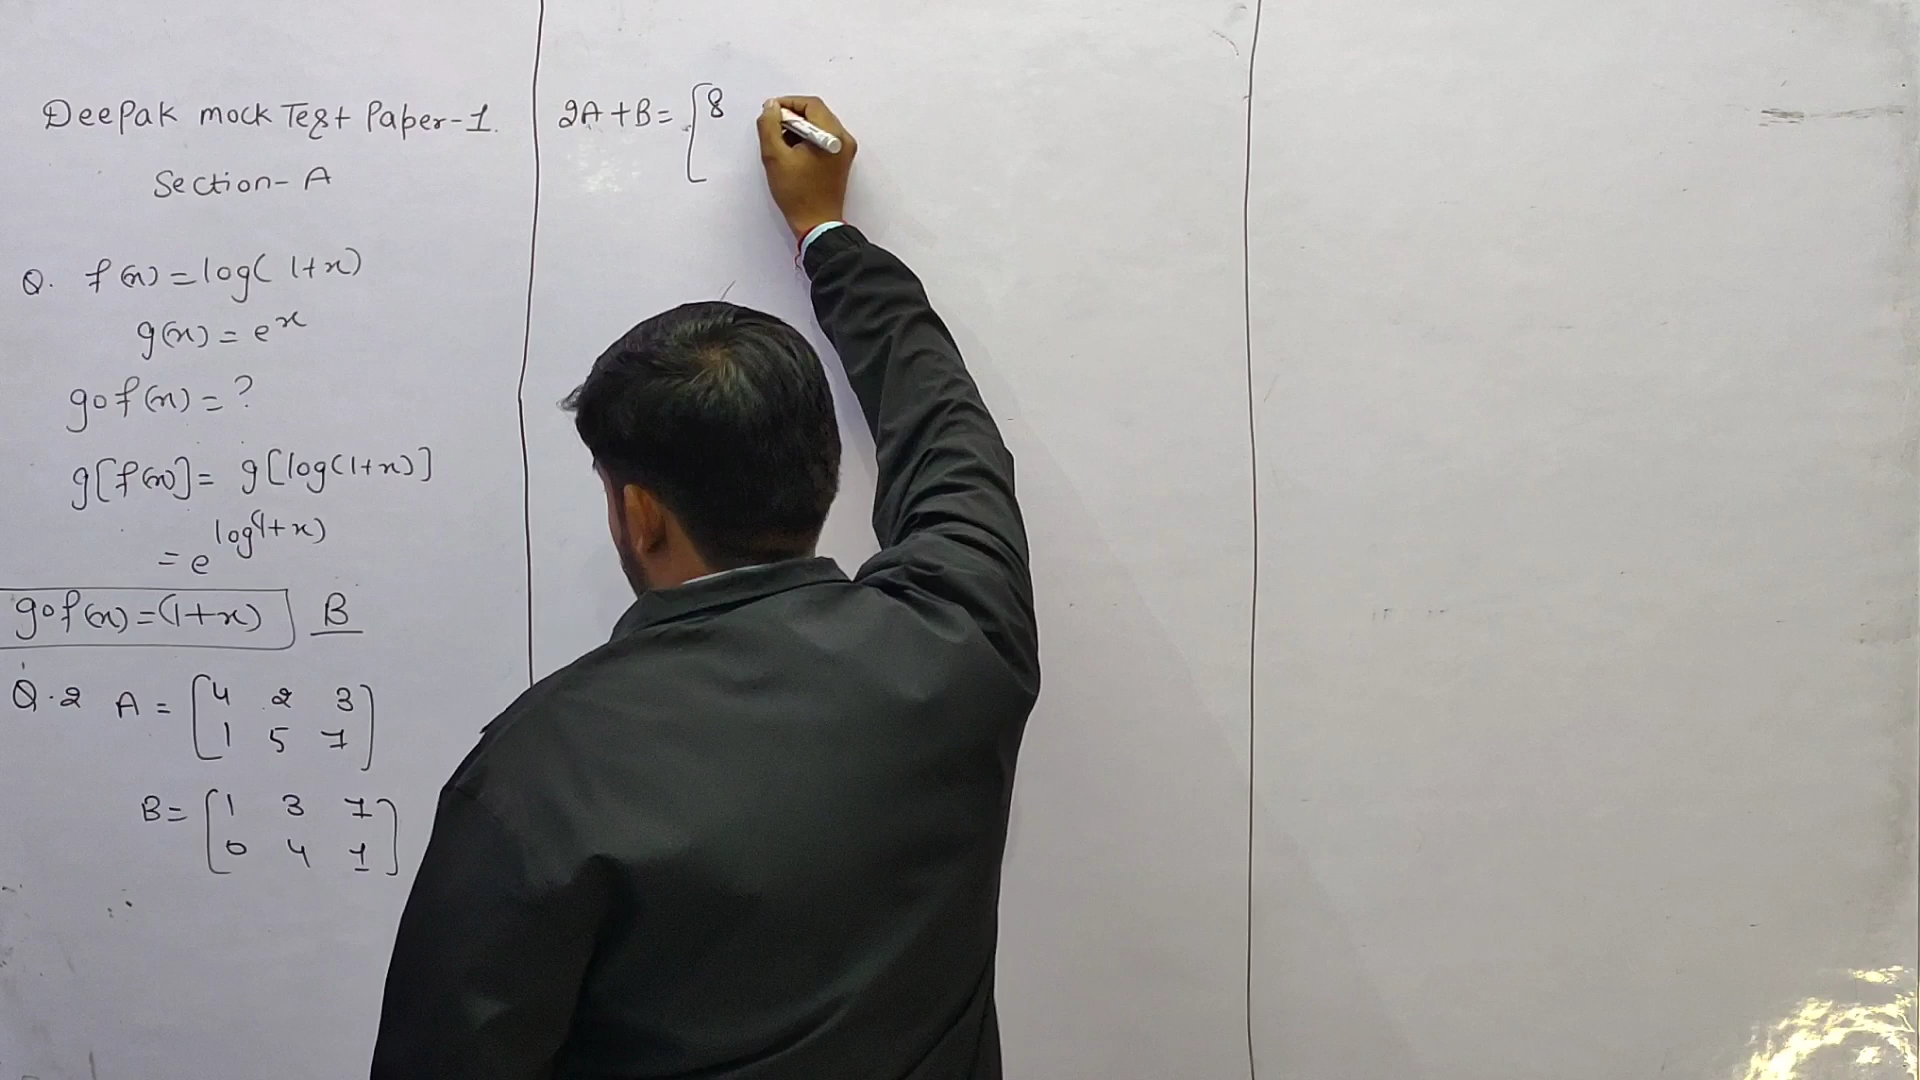 Deepak mock Test Paper-1.
Section-A
Q. f(x)=log(1+x)
g(x)=e^x
gof(x)=?
g[f(x)]= g[log(1+x)]
=e^log(1+x)
gof(x)=(1+x) B
Q.2 A= [4 2 3
1 5 7]
B= [1 3 7
0 4 1]
2A+B= [8